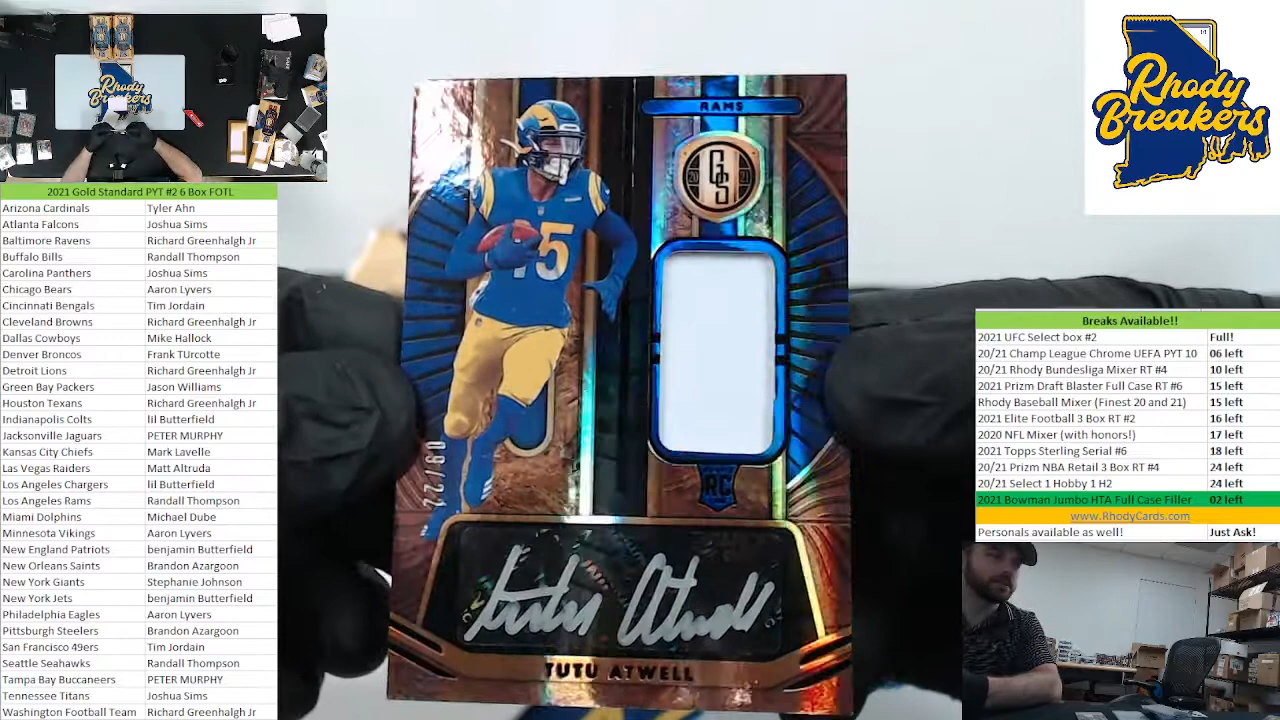 Rhody
Breakers
2021 Gold Standard PYT #2 6 Box FOTL
Arizona Cardinals Tyler Ahn
Atlanta Falcons Joshua Sims
Baltimore Ravens Richard Greenhalgh Jr
Buffalo Bills Randall Thompson
Carolina Panthers Joshua Sims
Chicago Bears Aaron Lyvers
Cincinnati Bengals Tim Jordain
Cleveland Browns Richard Greenhalgh Jr
Dallas Cowboys Mike Hallock
Denver Broncos Frank TUrcotte
Detroit Lions Richard Greenhalgh Jr
Green Bay Packers Jason Williams
Houston Texans Richard Greenhalgh Jr
Indianapolis Colts lil Butterfield
Jacksonville Jaguars PETER MURPHY
Kansas City Chiefs Mark Lavelle
Las Vegas Raiders Matt Altruda
Los Angeles Chargers lil Butterfield
Los Angeles Rams Randall Thompson
Miami Dolphins Michael Dube
Minnesota Vikings Aaron Lyvers
New England Patriots benjamin Butterfield
New Orleans Saints Brandon Azargoon
New York Giants Stephanie Johnson
New York Jets benjamin Butterfield
Philadelphia Eagles Aaron Lyvers
Pittsburgh Steelers Brandon Azargoon
San Francisco 49ers Tim Jordain
Seattle Seahawks Randall Thompson
Tampa Bay Buccaneers PETER MURPHY
Tennessee Titans Joshua Sims
Washington Football Team Richard Greenhalgh Jr
RAMS
20 GS 21
15
RC
Tutu Atwell
TUTU ATWELL
Rhody
Breakers
Breaks Available!!
2021 UFC Select box #2 Full!
20/21 Champ League Chrome UEFA PYT 10 06 left
20/21 Rhody Bundesliga Mixer RT #4 10 left
2021 Prizm Draft Blaster Full Case RT #6 15 left
Rhody Baseball Mixer (Finest 20 and 21) 15 left
2021 Elite Football 3 Box RT #2 16 left
2020 NFL Mixer (with honors!) 17 left
2021 Topps Sterling Serial #6 18 left
20/21 Prizm NBA Retail 3 Box RT #4 24 left
20/21 Select 1 Hobby 1 H2 24 left
2021 Bowman Jumbo HTA Full Case Filler 02 left
www.RhodyCards.com
Personals available as well! Just Ask!